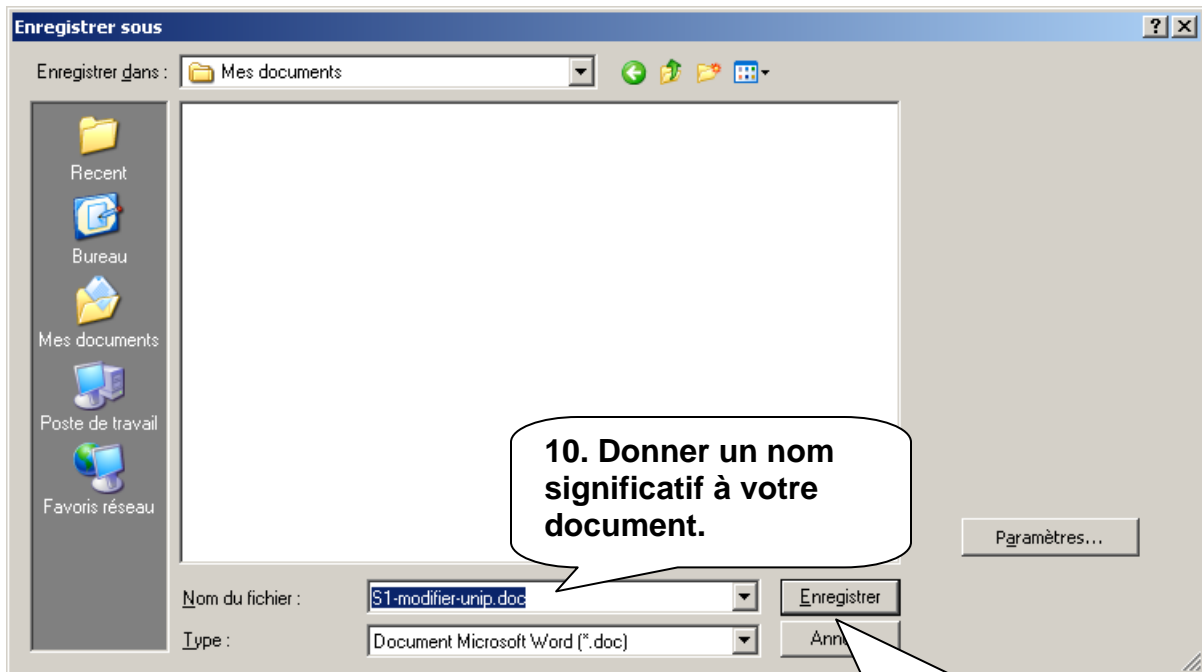 Enregistrer sous
Enregistrer dans : Mes documents
Recent
Bureau
Mes documents
Poste de travail
Favoris réseau
10. Donner un nom
significatif à votre
document.
Paramètres...
Nom du fichier : S1-modifier-unip.doc Enregistrer
Type : Document Microsoft Word (*.doc)